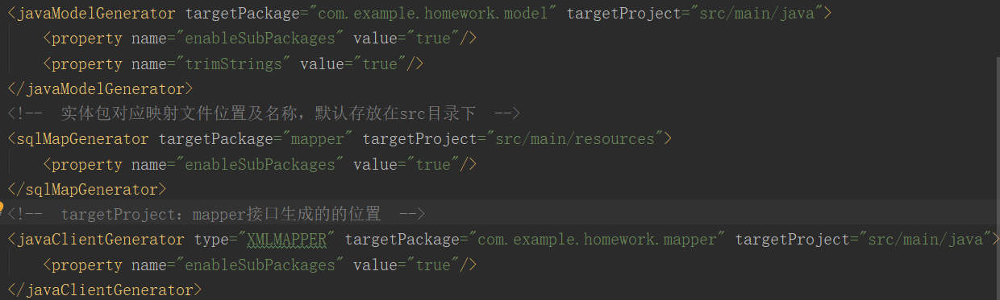 <javaModelGenerator targetPackage="com.example.homework.model" targetProject="src/main/java">
    <property name="enableSubPackages" value="true"/>
    <property name="trimStrings" value="true"/>
</javaModelGenerator>
<!--  实体包对应映射文件位置及名称，默认存放在src目录下  -->
<sqlMapGenerator targetPackage="mapper" targetProject="src/main/resources">
    <property name="enableSubPackages" value="true"/>
</sqlMapGenerator>
<!--  targetProject：mapper接口生成的的位置  -->
<javaClientGenerator type="XMLMAPPER" targetPackage="com.example.homework.mapper" targetProject="src/main/java">
    <property name="enableSubPackages" value="true"/>
</javaClientGenerator>